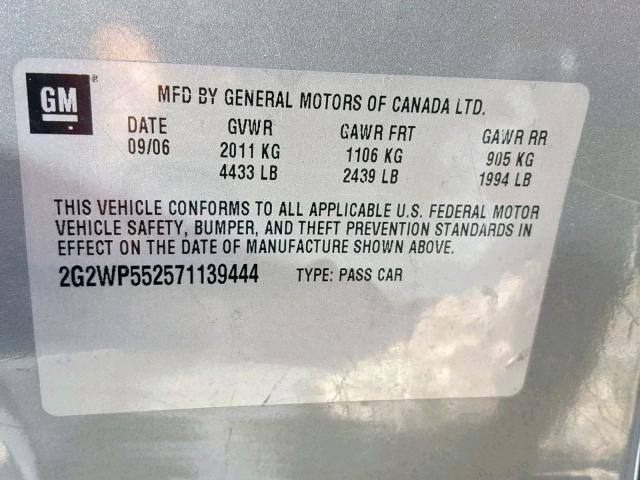 GM ®
MFD BY GENERAL MOTORS OF CANADA LTD.
DATE GVWR GAWR FRT GAWR RR
09/06 2011 KG 1106 KG 905 KG
4433 LB 2439 LB 1994 LB
THIS VEHICLE CONFORMS TO ALL APPLICABLE U.S. FEDERAL MOTOR
VEHICLE SAFETY, BUMPER, AND THEFT PREVENTION STANDARDS IN
EFFECT ON THE DATE OF MANUFACTURE SHOWN ABOVE.
2G2WP552571139444 TYPE: PASS CAR